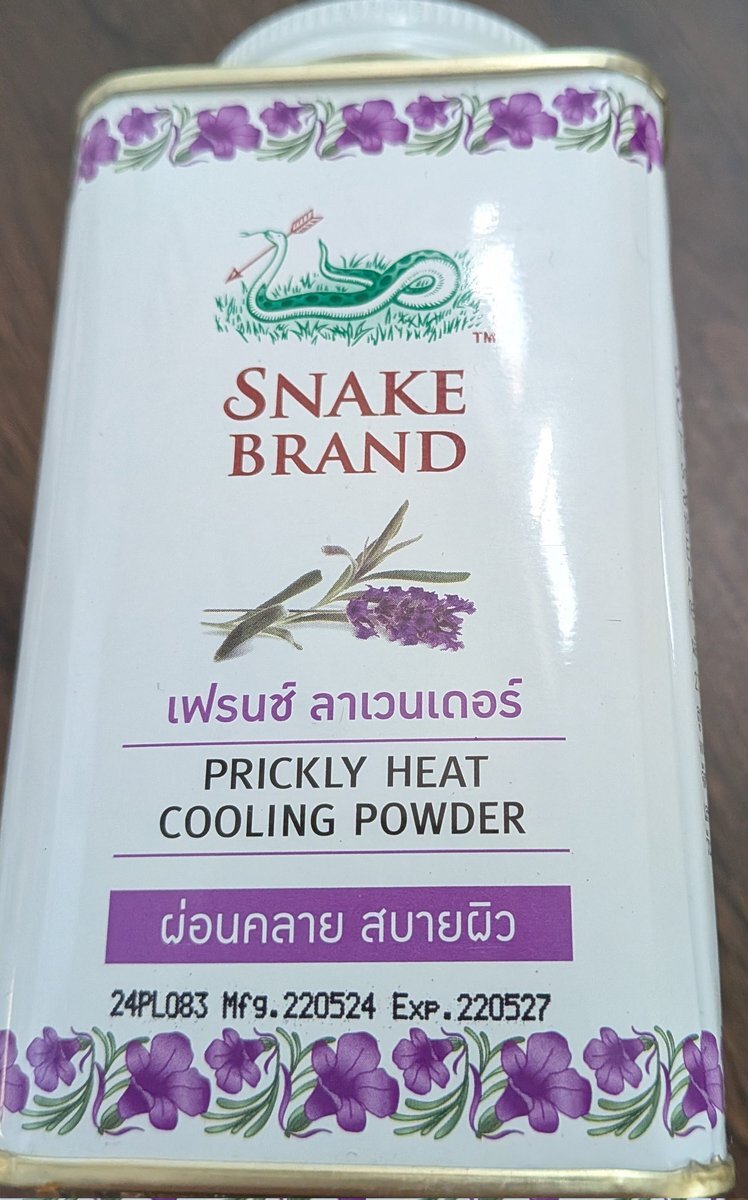 TM
SNAKE
BRAND
เฟรนช์ ลาเวนเดอร์
PRICKLY HEAT
COOLING POWDER
ผ่อนคลาย สบายผิว
24PL083 Mfg.220524 Exp.220527